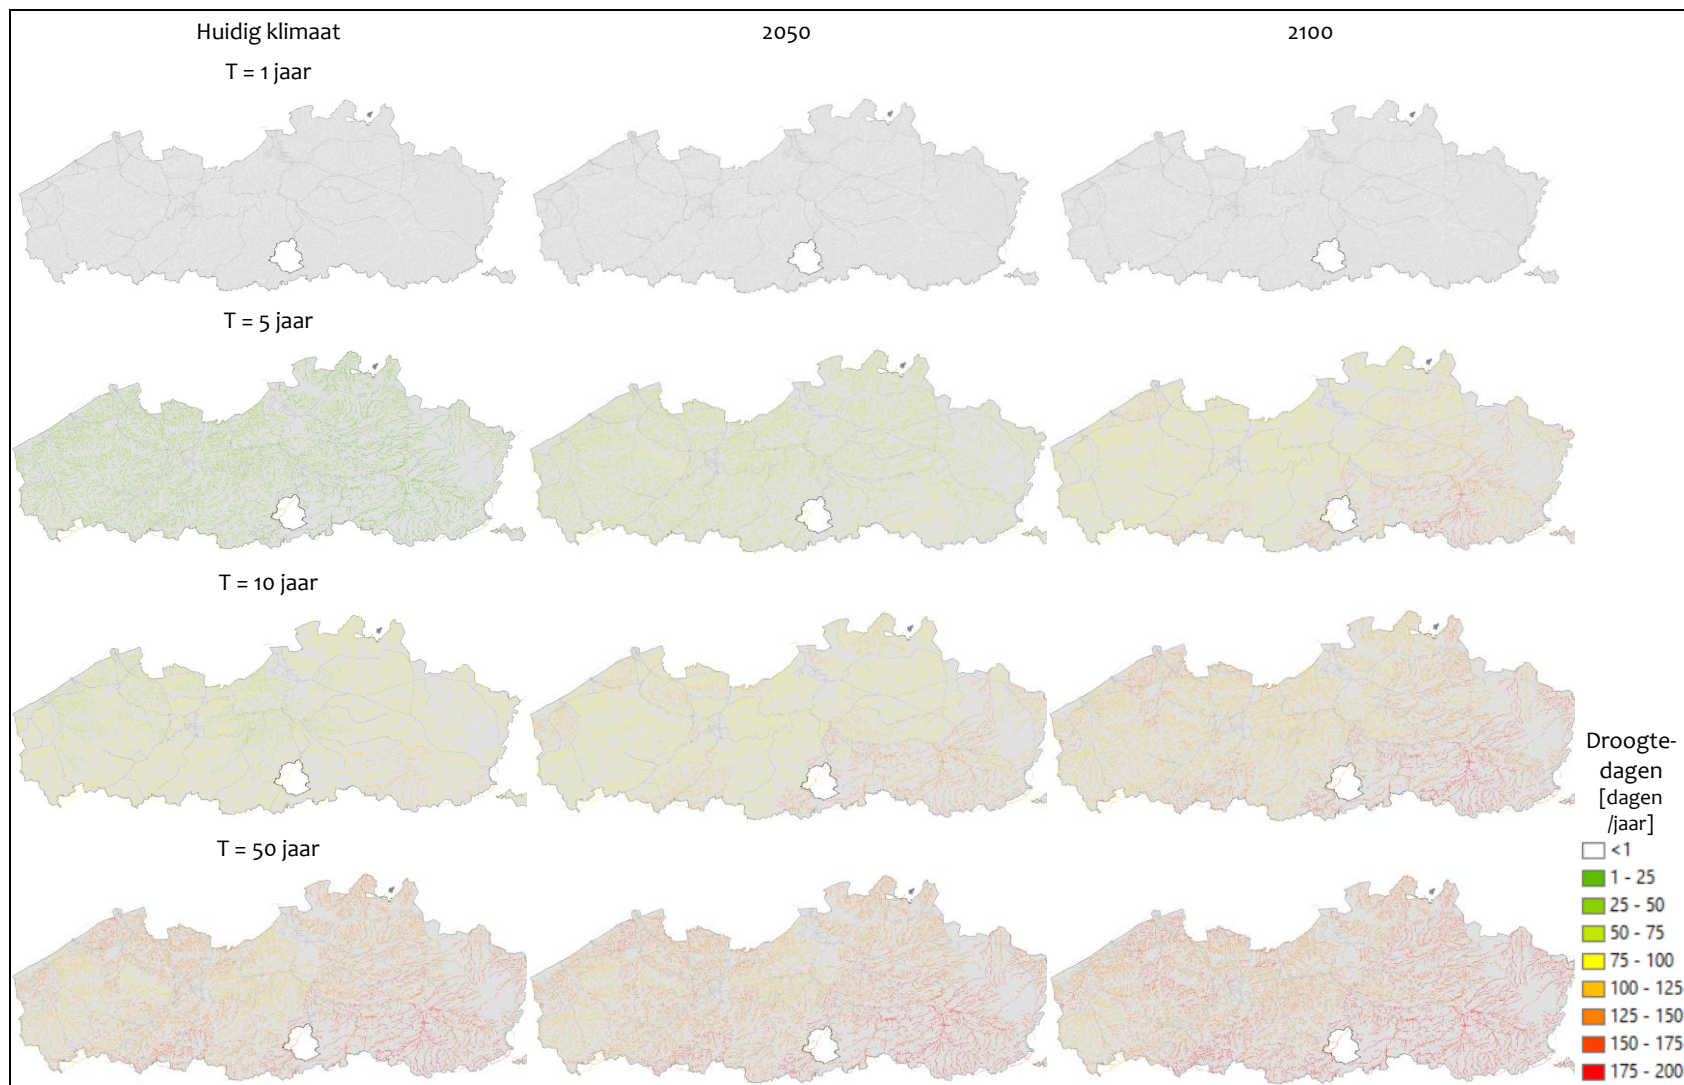 Huidig klimaat
2050
2100
T = 1 jaar
T = 5 jaar
T = 10 jaar
T = 50 jaar
Droogte-
dagen
[dagen
/jaar]
<1
1 - 25
25 - 50
50 - 75
75 - 100
100 - 125
125 - 150
150 - 175
175 - 200